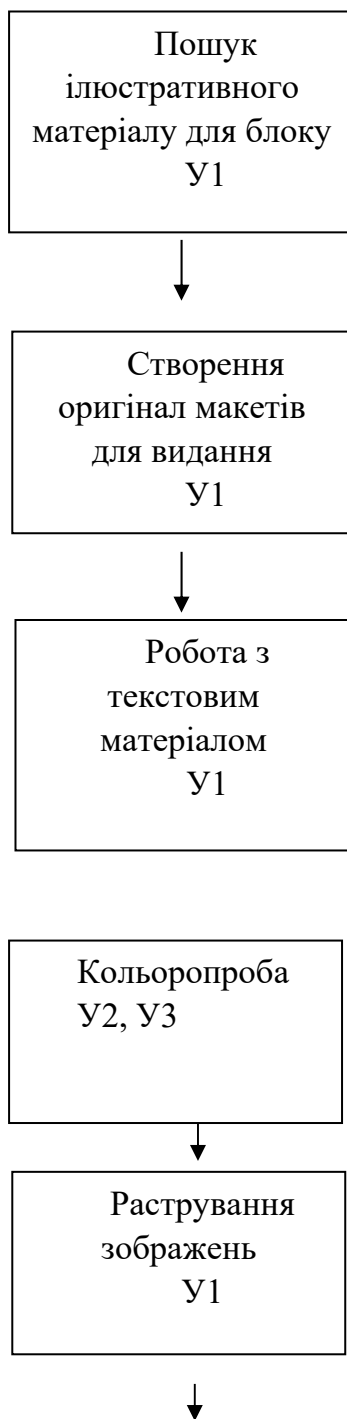 Пошук
ілюстративного
матеріалу для блоку
У1
Створення
оригінал макетів
для видання
У1
Робота з
текстовим
матеріалом
У1
Кольоропроба
У2, У3
Растрування
зображень
У1